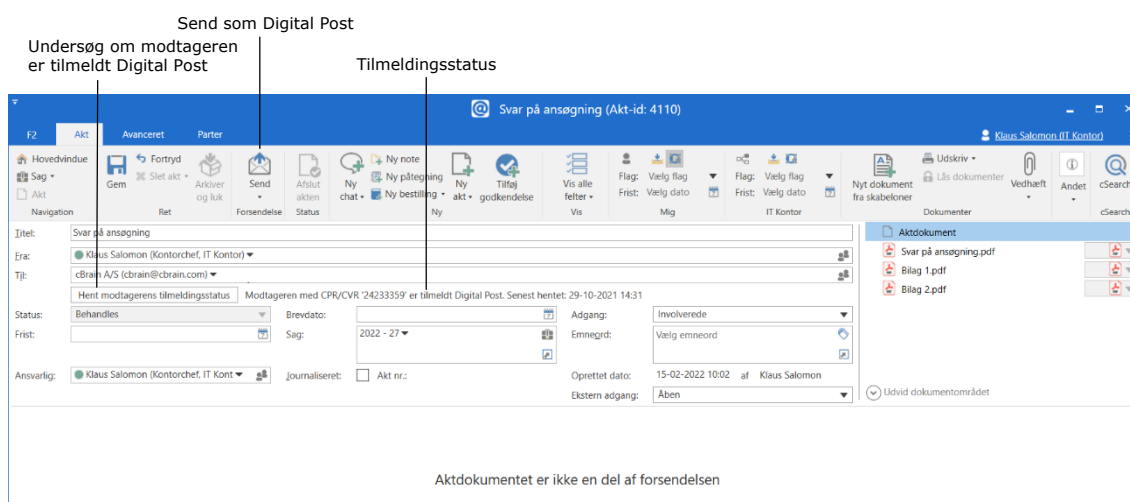 Send som Digital Post
Undersøg om modtageren
er tilmeldt Digital Post
Tilmeldingsstatus
Svar på ansøgning (Akt-id: 4110)
F2 Akt Avanceret Parter Klaus Salomon (IT Kontor)
Hovedvindue
Sag
Akt
Navigation
Gem
Fortryd
Slet akt
Arkiver
og luk
Ret
Send
Forsendelse
Afslut
akten
Status
Ny
chat
Ny note
Ny påtegning
Ny bestilling
Ny
akt
Tilføj
godkendelse
Ny
Vis alle
felter
Vis
Flag: Vælg flag
Frist: Vælg dato
Mig
Flag: Vælg flag
Frist: Vælg dato
IT Kontor
Nyt dokument
fra skabeloner
Udskriv
Lås dokumenter
Vedhæft
Dokumenter
Andet
cSearch
cSearch
Titel: Svar på ansøgning
Fra: Klaus Salomon (Kontorchef, IT Kontor)
Til: cBrain A/S (cbrain@cbrain.com)
Hent modtagerens tilmeldingsstatus Modtageren med CPR/CVR '24233359' er tilmeldt Digital Post. Senest hentet: 29-10-2021 14:31
Status: Behandles Brevdato: Adgang: Involverede
Frist: Sag: 2022 - 27 Emneord: Vælg emneord
Ansvarlig: Klaus Salomon (Kontorchef, IT Kont Journaliseret: Akt nr.: Oprettet dato: 15-02-2022 10:02 af Klaus Salomon
Ekstern adgang: Åben
Aktdokument
Svar på ansøgning.pdf
Bilag 1.pdf
Bilag 2.pdf
Udvid dokumentområdet
Aktdokumentet er ikke en del af forsendelsen